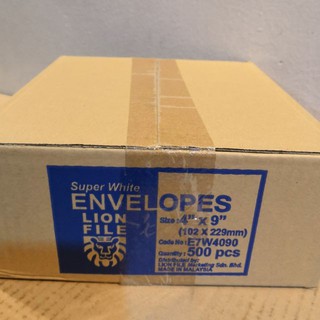 Super White
ENVELOPES
LION
FILE
Size : 4" X 9"
(102 X 229mm)
Code No : E7W4090
Quantity : 500 pcs
Distributed by:
LION FILE Marketing Sdn. Bhd.
MADE IN MALAYSIA